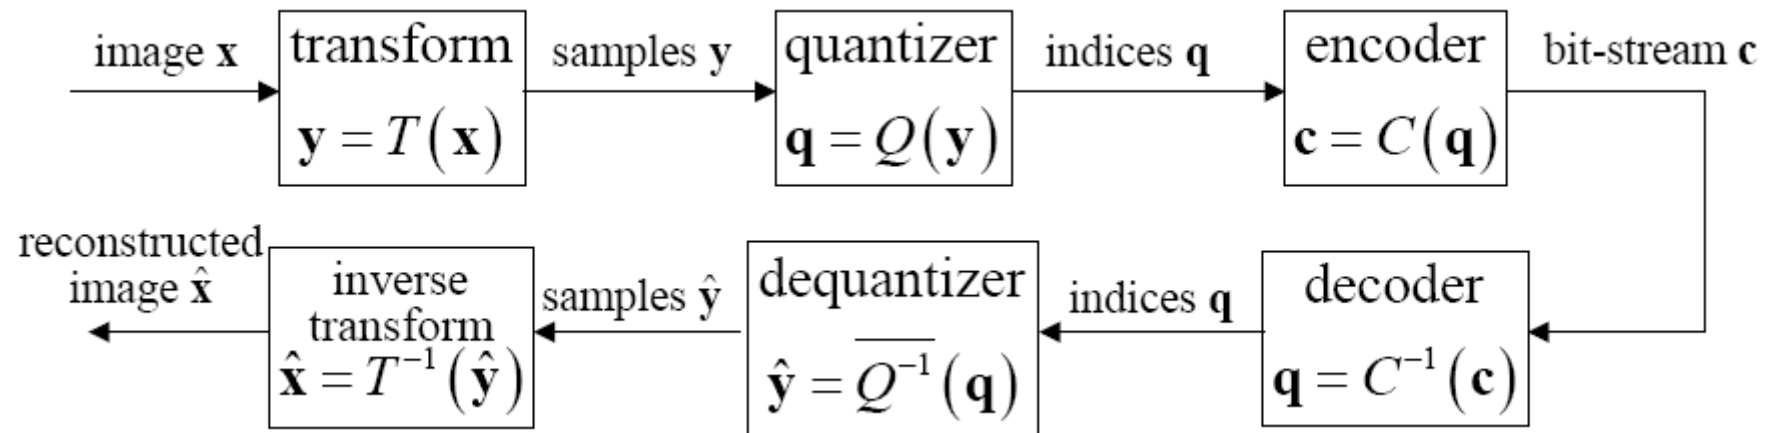 image x
transform
y = T(x)
samples y
quantizer
q = Q(y)
indices q
encoder
c = C(q)
bit-stream c
reconstructed
image x̂
inverse
transform
x̂ = T⁻¹(ŷ)
samples ŷ
dequantizer
ŷ = \overline{Q⁻¹}(q)
indices q
decoder
q = C⁻¹(c)